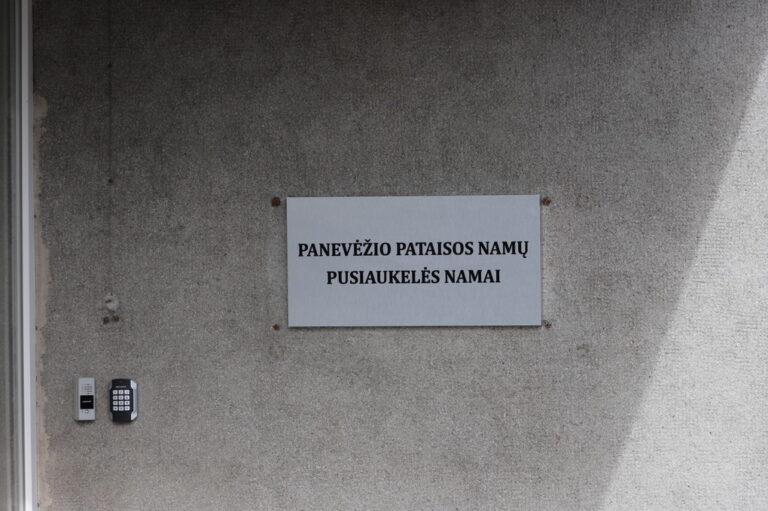 PANEVĖŽIO PATAISOS NAMŲ
PUSIAUKELĖS NAMAI